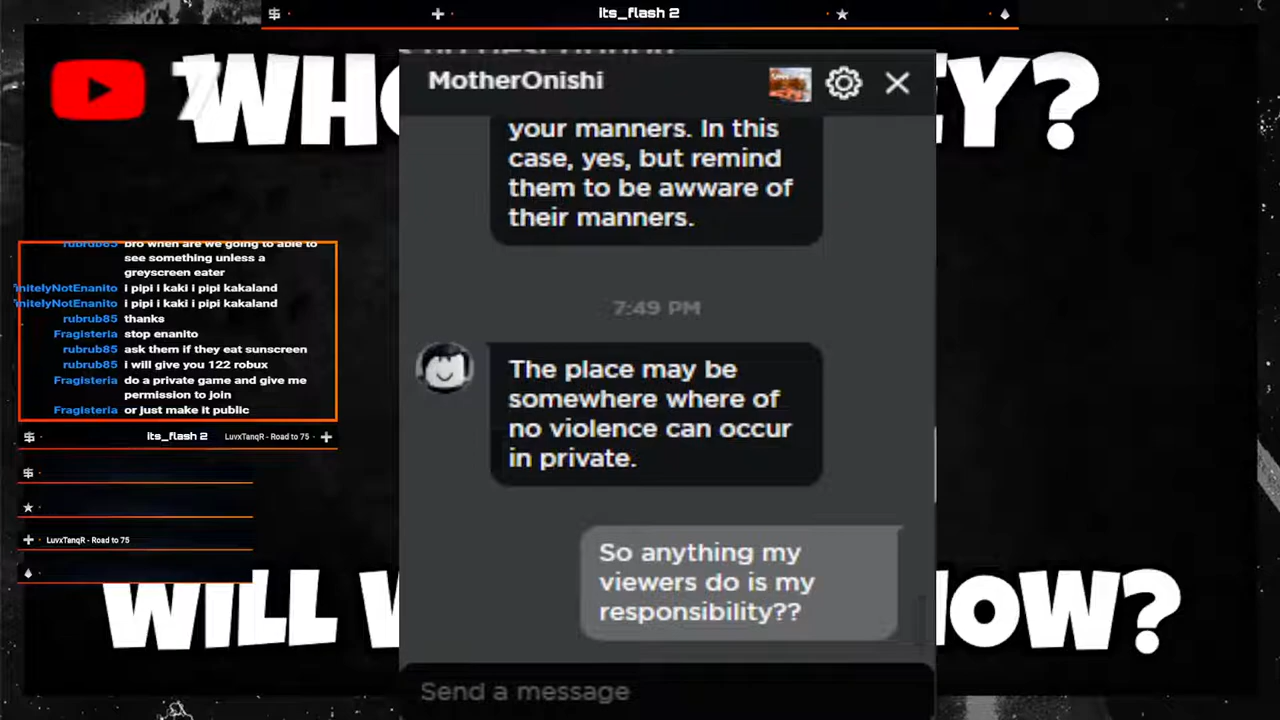 its_flash 2
WHO
EY?
MotherOnishi
your manners. In this
case, yes, but remind
them to be awware of
their manners.
7:49 PM
The place may be
somewhere where of
no violence can occur
in private.
So anything my
viewers do is my
responsibility??
Send a message
rubrub85 bro when are we going to able to
see something unless a
greyscreen eater
nitelyNotEnanito i pipi i kaki i pipi kakaland
nitelyNotEnanito i pipi i kaki i pipi kakaland
rubrub85 thanks
Fragisteria stop enanito
rubrub85 ask them if they eat sunscreen
rubrub85 i will give you 122 robux
Fragisteria do a private game and give me
permission to join
Fragisteria or just make it public
its_flash 2 LuvxTanqR - Road to 75
LuvxTanqR - Road to 75
WILL
NOW?